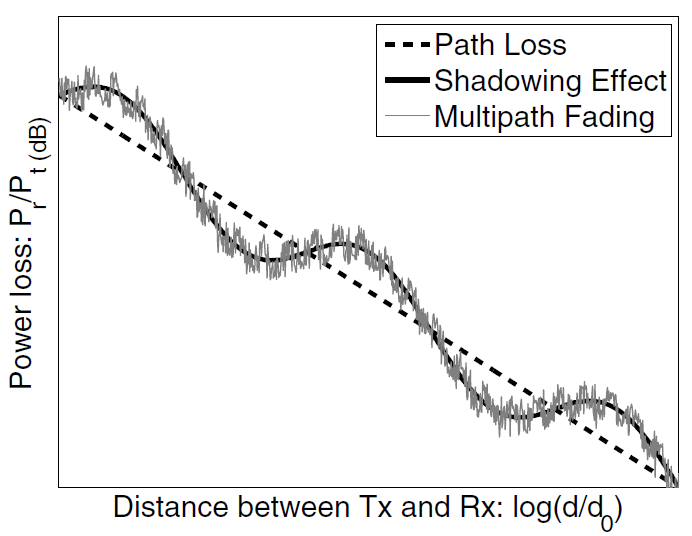 Path Loss
Shadowing Effect
Multipath Fading
Power loss: P_r/P_t (dB)
Distance between Tx and Rx: log(d/d_0)